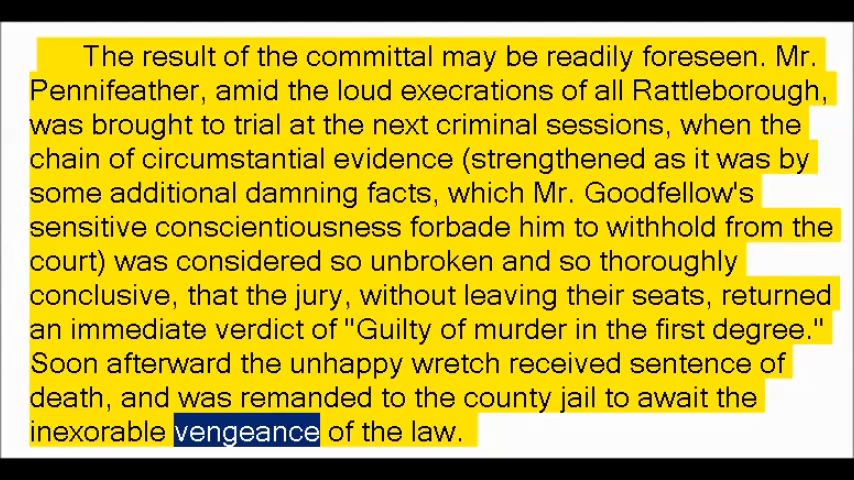 The result of the committal may be readily foreseen. Mr.
Pennifeather, amid the loud execrations of all Rattleborough,
was brought to trial at the next criminal sessions, when the
chain of circumstantial evidence (strengthened as it was by
some additional damning facts, which Mr. Goodfellow's
sensitive conscientiousness forbade him to withhold from the
court) was considered so unbroken and so thoroughly
conclusive, that the jury, without leaving their seats, returned
an immediate verdict of "Guilty of murder in the first degree."
Soon afterward the unhappy wretch received sentence of
death, and was remanded to the county jail to await the
inexorable vengeance of the law.